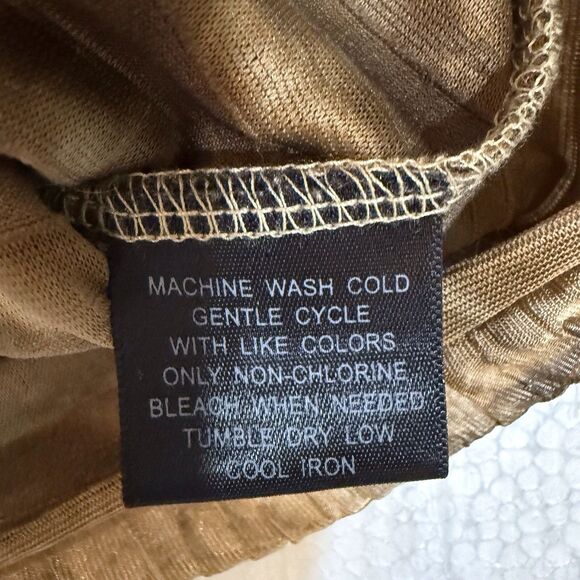 MACHINE WASH COLD
GENTLE CYCLE
WITH LIKE COLORS
ONLY NON-CHLORINE
BLEACH WHEN NEEDED
TUMBLE DRY LOW
COOL IRON